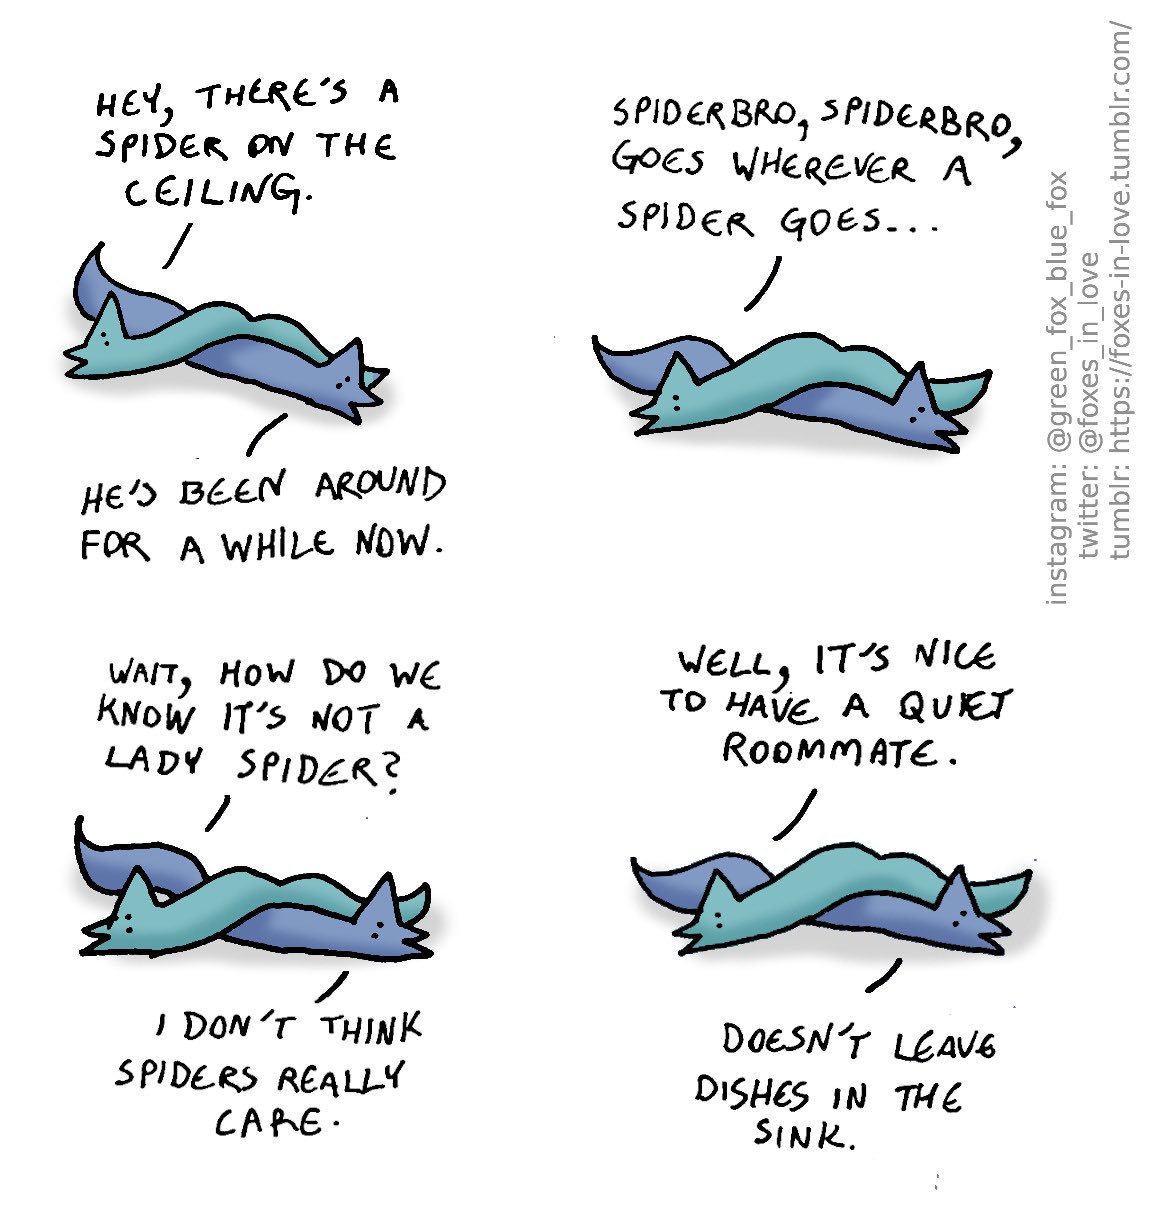 HEY, THERE'S A
SPIDER ON THE
CEILING.
HE'S BEEN AROUND
FOR A WHILE NOW.
SPIDERBRO, SPIDERBRO,
GOES WHEREVER A
SPIDER GOES...
WAIT, HOW DO WE
KNOW IT'S NOT A
LADY SPIDER?
I DON'T THINK
SPIDERS REALLY
CARE.
WELL, IT'S NICE
TO HAVE A QUIET
ROOMMATE.
DOESN'T LEAVE
DISHES IN THE
SINK.
instagram: @green_fox_blue_fox
twitter: @foxes_in_love
tumblr: https://foxes-in-love.tumblr.com/